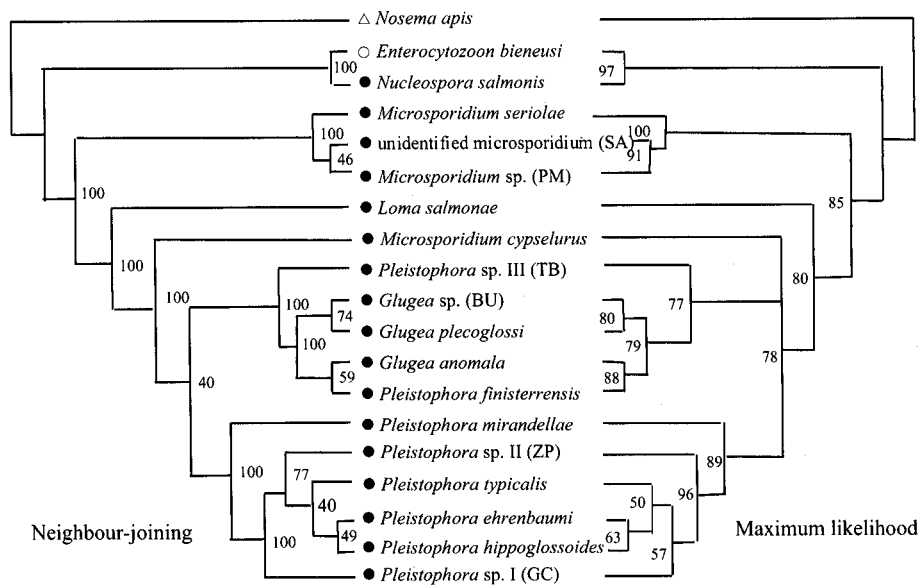 Nosema apis
Enterocytozoon bieneusi
100
97
Nucleospora salmonis
Microsporidium seriolae
100
100
unidentified microsporidium (SA)
46
91
Microsporidium sp. (PM)
100
85
Loma salmonae
Microsporidium cypselurus
100
80
Pleistophora sp. III (TB)
100
100
77
Glugea sp. (BU)
74
80
Glugea plecoglossi
100
79
78
Glugea anomala
59
88
40
Pleistophora finisterrensis
Pleistophora mirandellae
Pleistophora sp. II (ZP)
100
89
77
Pleistophora typicalis
96
40
50
Pleistophora ehrenbaumi
Neighbour-joining
49
63
Maximum likelihood
100
Pleistophora hippoglossoides
57
Pleistophora sp. I (GC)